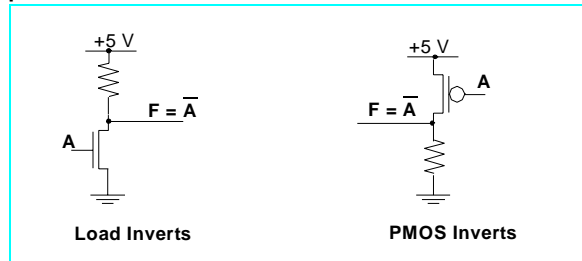 +5 V
A
F = A̅
Load Inverts
+5 V
A
F = A̅
PMOS Inverts